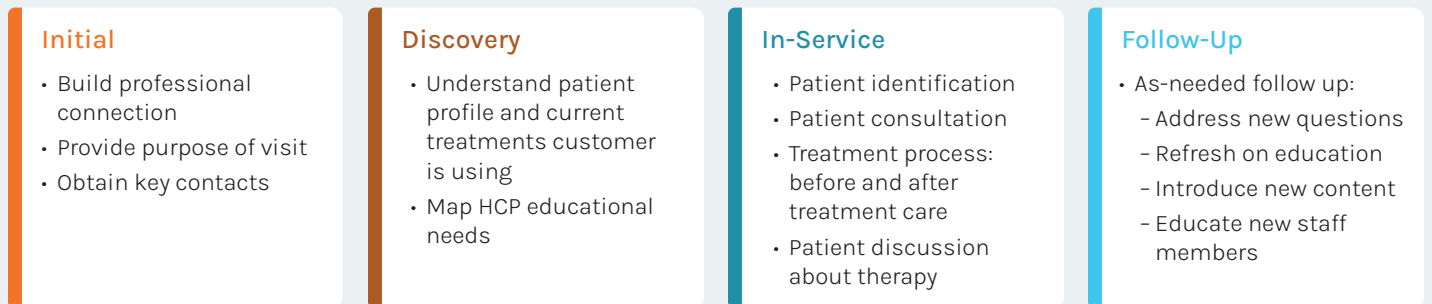 Initial
• Build professional
connection
• Provide purpose of visit
• Obtain key contacts
Discovery
• Understand patient
profile and current
treatments customer
is using
• Map HCP educational
needs
In-Service
• Patient identification
• Patient consultation
• Treatment process:
before and after
treatment care
• Patient discussion
about therapy
Follow-Up
• As-needed follow up:
– Address new questions
– Refresh on education
– Introduce new content
– Educate new staff
members